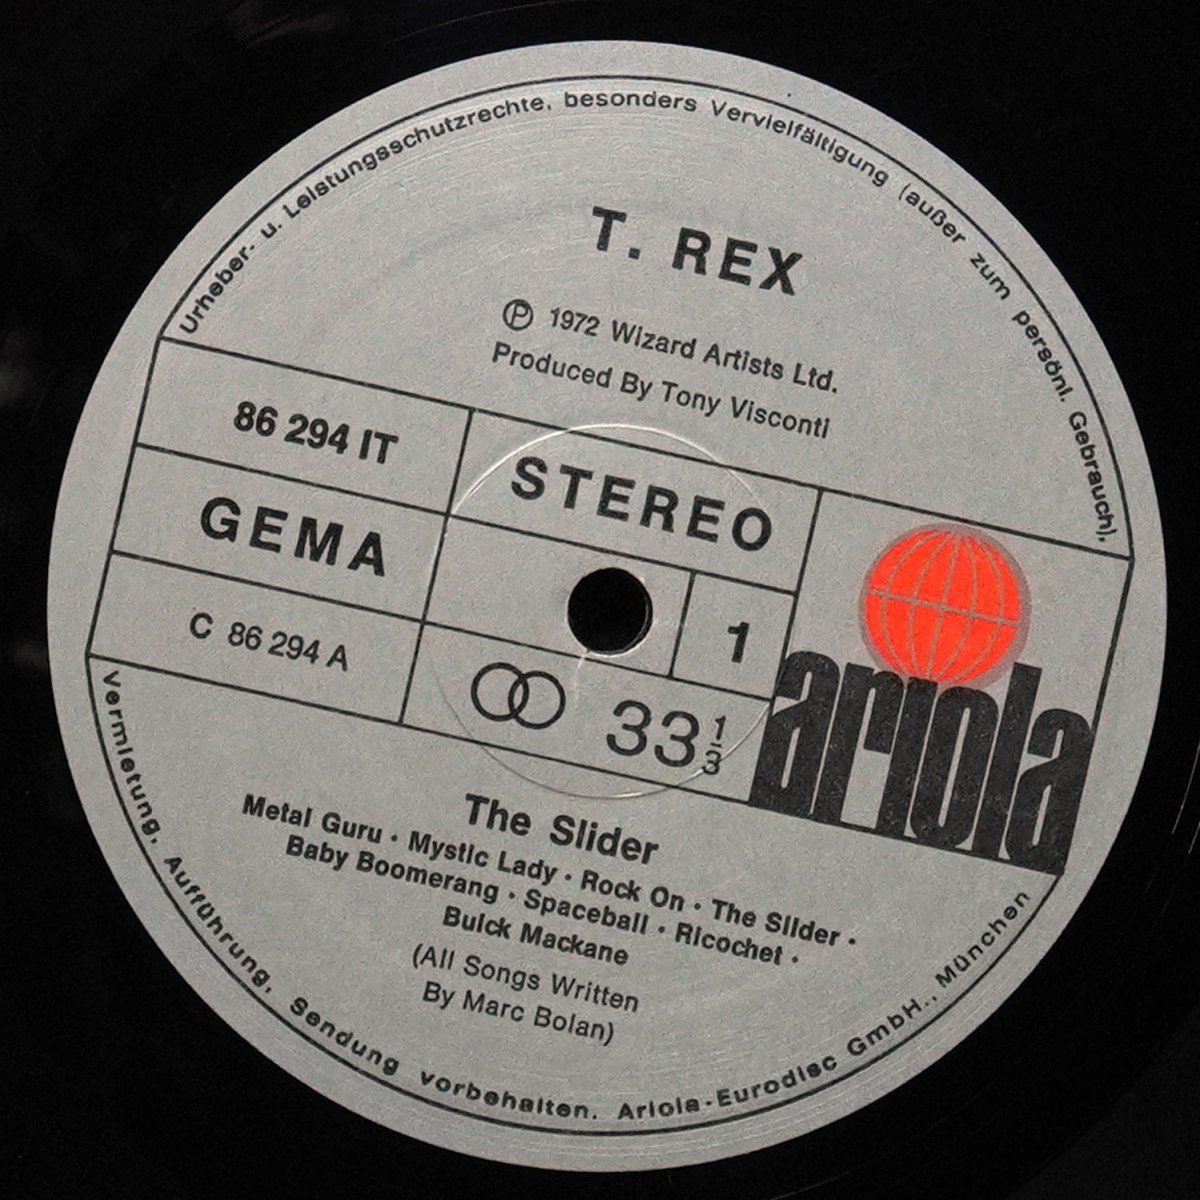 Urheber- u. Leistungsschutzrechte, besonders Vervielfältigung (außer zum persönl. Gebrauch),
T. REX
℗ 1972 Wizard Artists Ltd.
Produced By Tony Visconti
86 294 IT
STEREO
GEMA
1
C 86 294 A
33 1/3
ariola
The Slider
Metal Guru · Mystic Lady · Rock On · The Slider ·
Baby Boomerang · Spaceball · Ricochet ·
Buick Mackane
(All Songs Written
By Marc Bolan)
Vermietung, Aufführung, Sendung vorbehalten. Ariola-Eurodisc GmbH., München